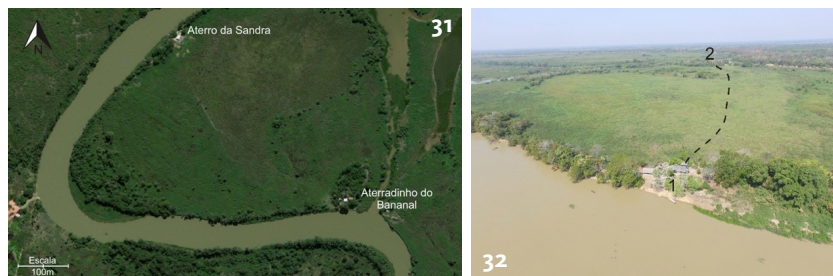 31
Aterro da Sandra
N
Aterradinho do
Bananal
Escala
100m
2
1
32